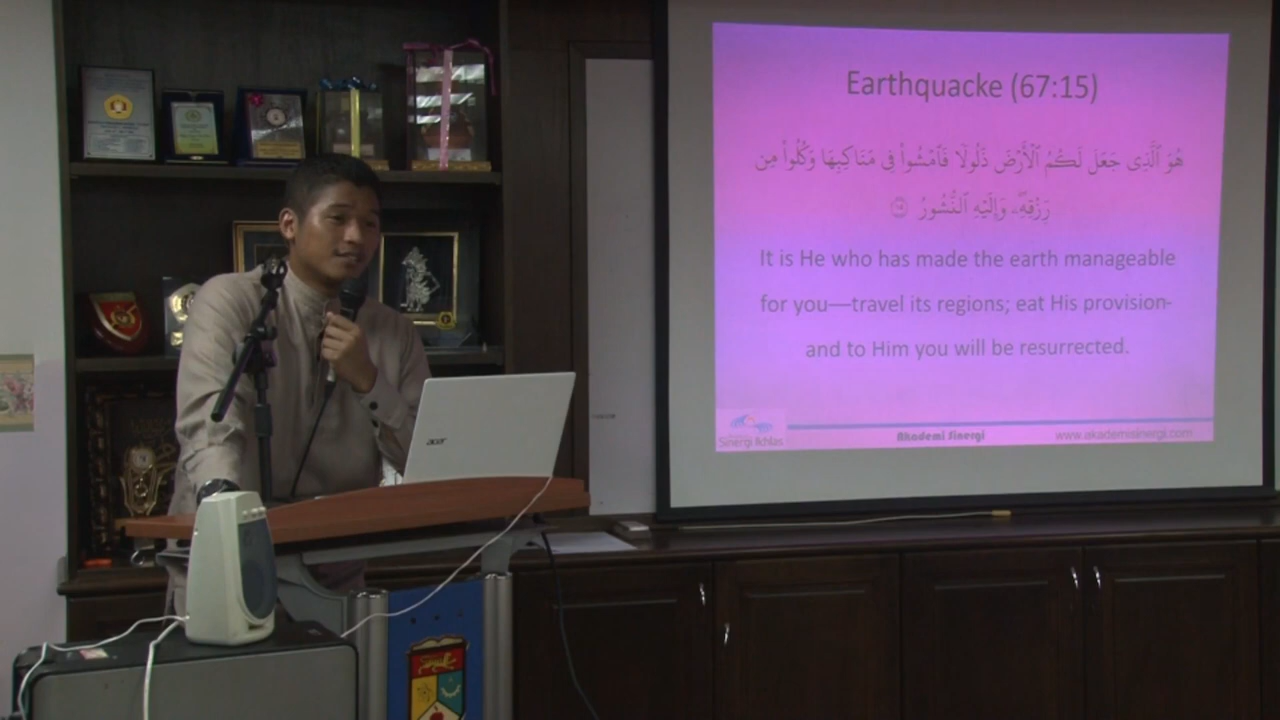 Earthquacke (67:15)
هُوَ ٱلَّذِى جَعَلَ لَكُمُ ٱلْأَرْضَ ذَلُولًا فَٱمْشُوا۟ فِى مَنَاكِبِهَا وَكُلُوا۟ مِن
رِّزْقِهِۦ ۖ وَإِلَيْهِ ٱلنُّشُورُ ١٥
It is He who has made the earth manageable
for you—travel its regions; eat His provision-
and to Him you will be resurrected.
Sinergi Ikhlas
Akademi Sinergi
www.akademisinergi.com
acer